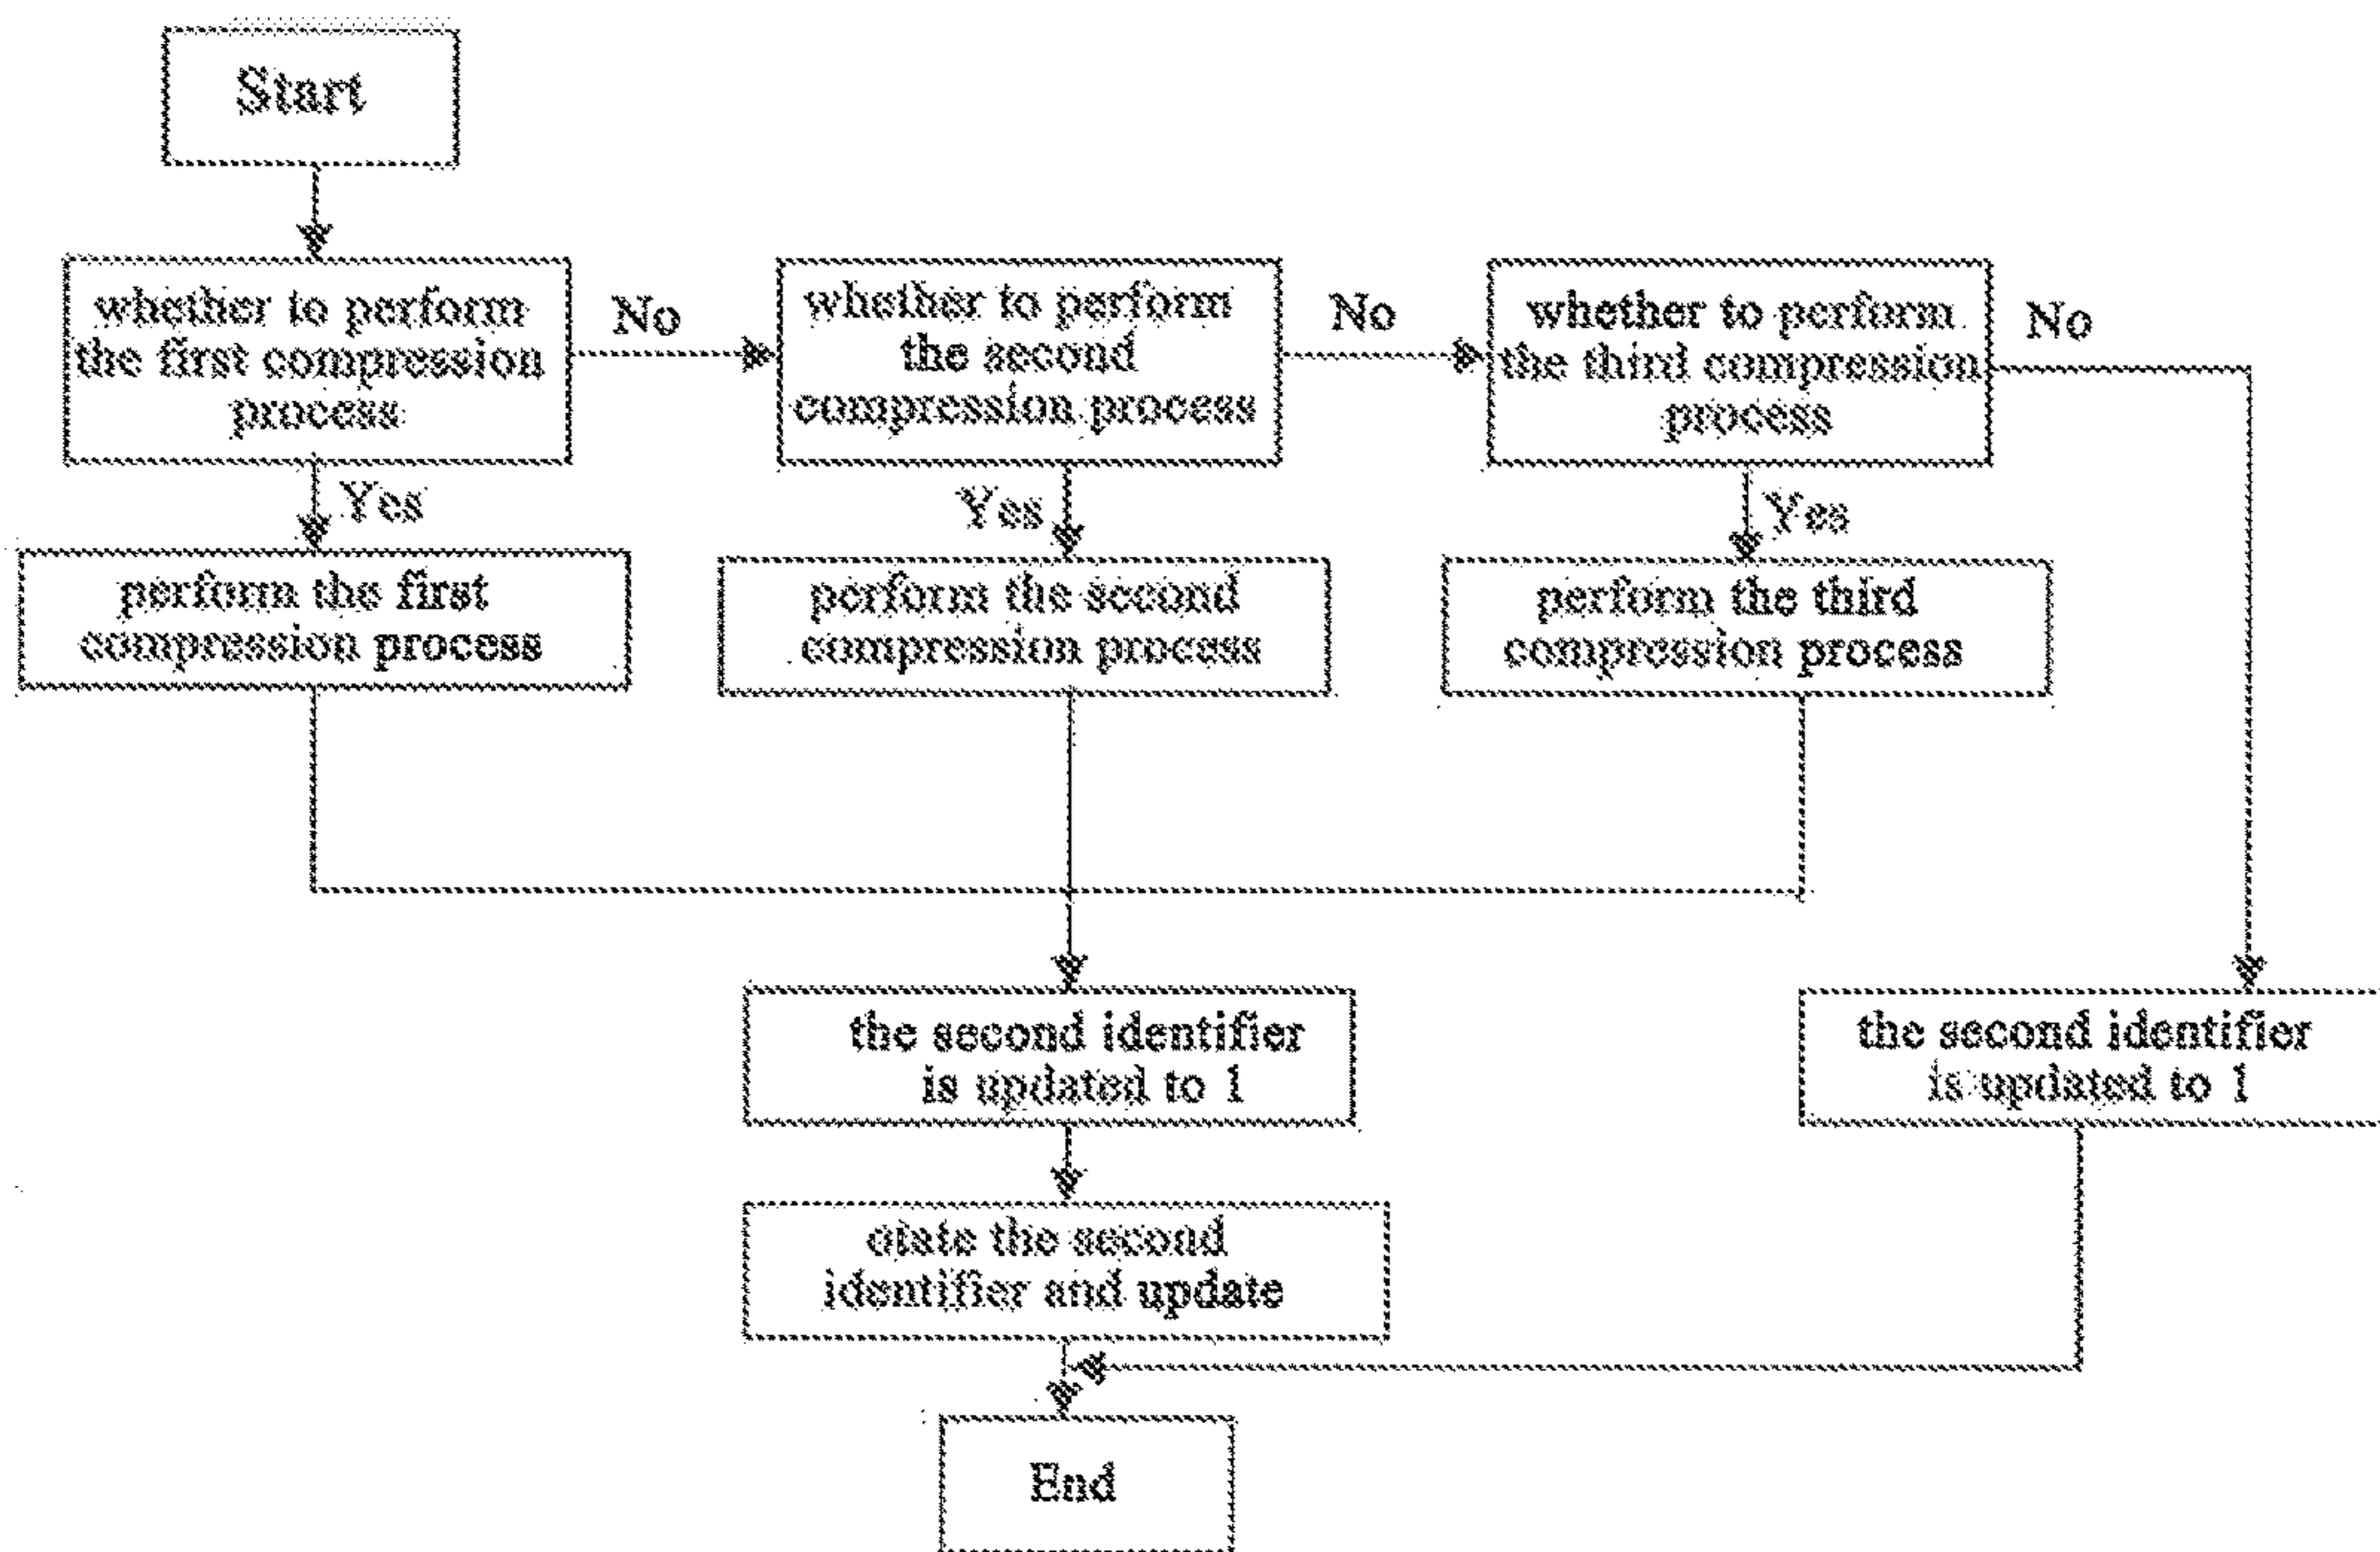 Start
whether to perform
the first compression
process
No
whether to perform
the second
compression process
No
whether to perform
the third compression
process
No
Yes
Yes
Yes
perform the first
compression process
perform the second
compression process
perform the third
compression process
the second identifier
is updated to 1
the second identifier
is updated to 1
the second
identifier and update
End